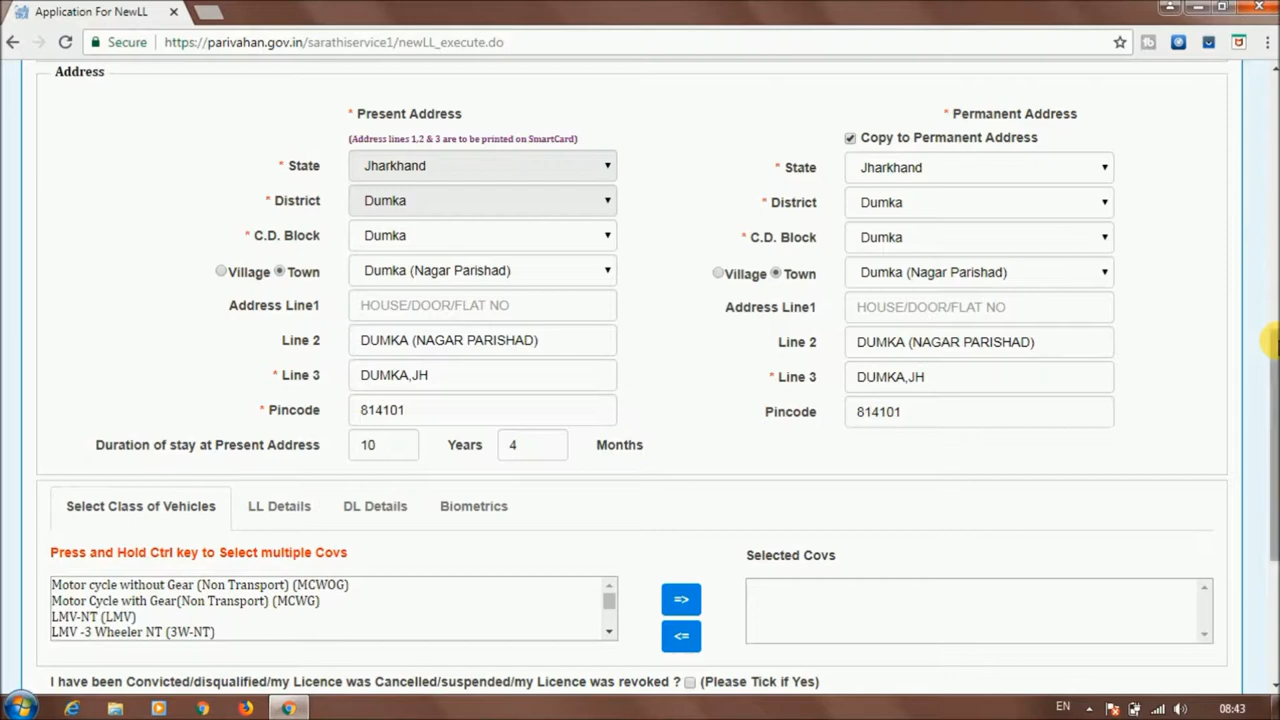 Application For NewLL
Secure https://parivahan.gov.in/sarathiservice1/newLL_execute.do
Address
* Present Address * Permanent Address
(Address lines 1,2 & 3 are to be printed on SmartCard) Copy to Permanent Address
* State Jharkhand * State Jharkhand
* District Dumka * District Dumka
* C.D. Block Dumka * C.D. Block Dumka
Village Town Dumka (Nagar Parishad) Village Town Dumka (Nagar Parishad)
Address Line1 HOUSE/DOOR/FLAT NO Address Line1 HOUSE/DOOR/FLAT NO
Line 2 DUMKA (NAGAR PARISHAD) Line 2 DUMKA (NAGAR PARISHAD)
* Line 3 DUMKA,JH * Line 3 DUMKA,JH
* Pincode 814101 Pincode 814101
Duration of stay at Present Address 10 Years 4 Months
Select Class of Vehicles LL Details DL Details Biometrics
Press and Hold Ctrl key to Select multiple Covs Selected Covs
Motor cycle without Gear (Non Transport) (MCWOG)
Motor Cycle with Gear(Non Transport) (MCWG)
LMV-NT (LMV)
LMV -3 Wheeler NT (3W-NT)
=>
<=
I have been Convicted/disqualified/my Licence was Cancelled/suspended/my Licence was revoked ? (Please Tick if Yes)
EN 08:43